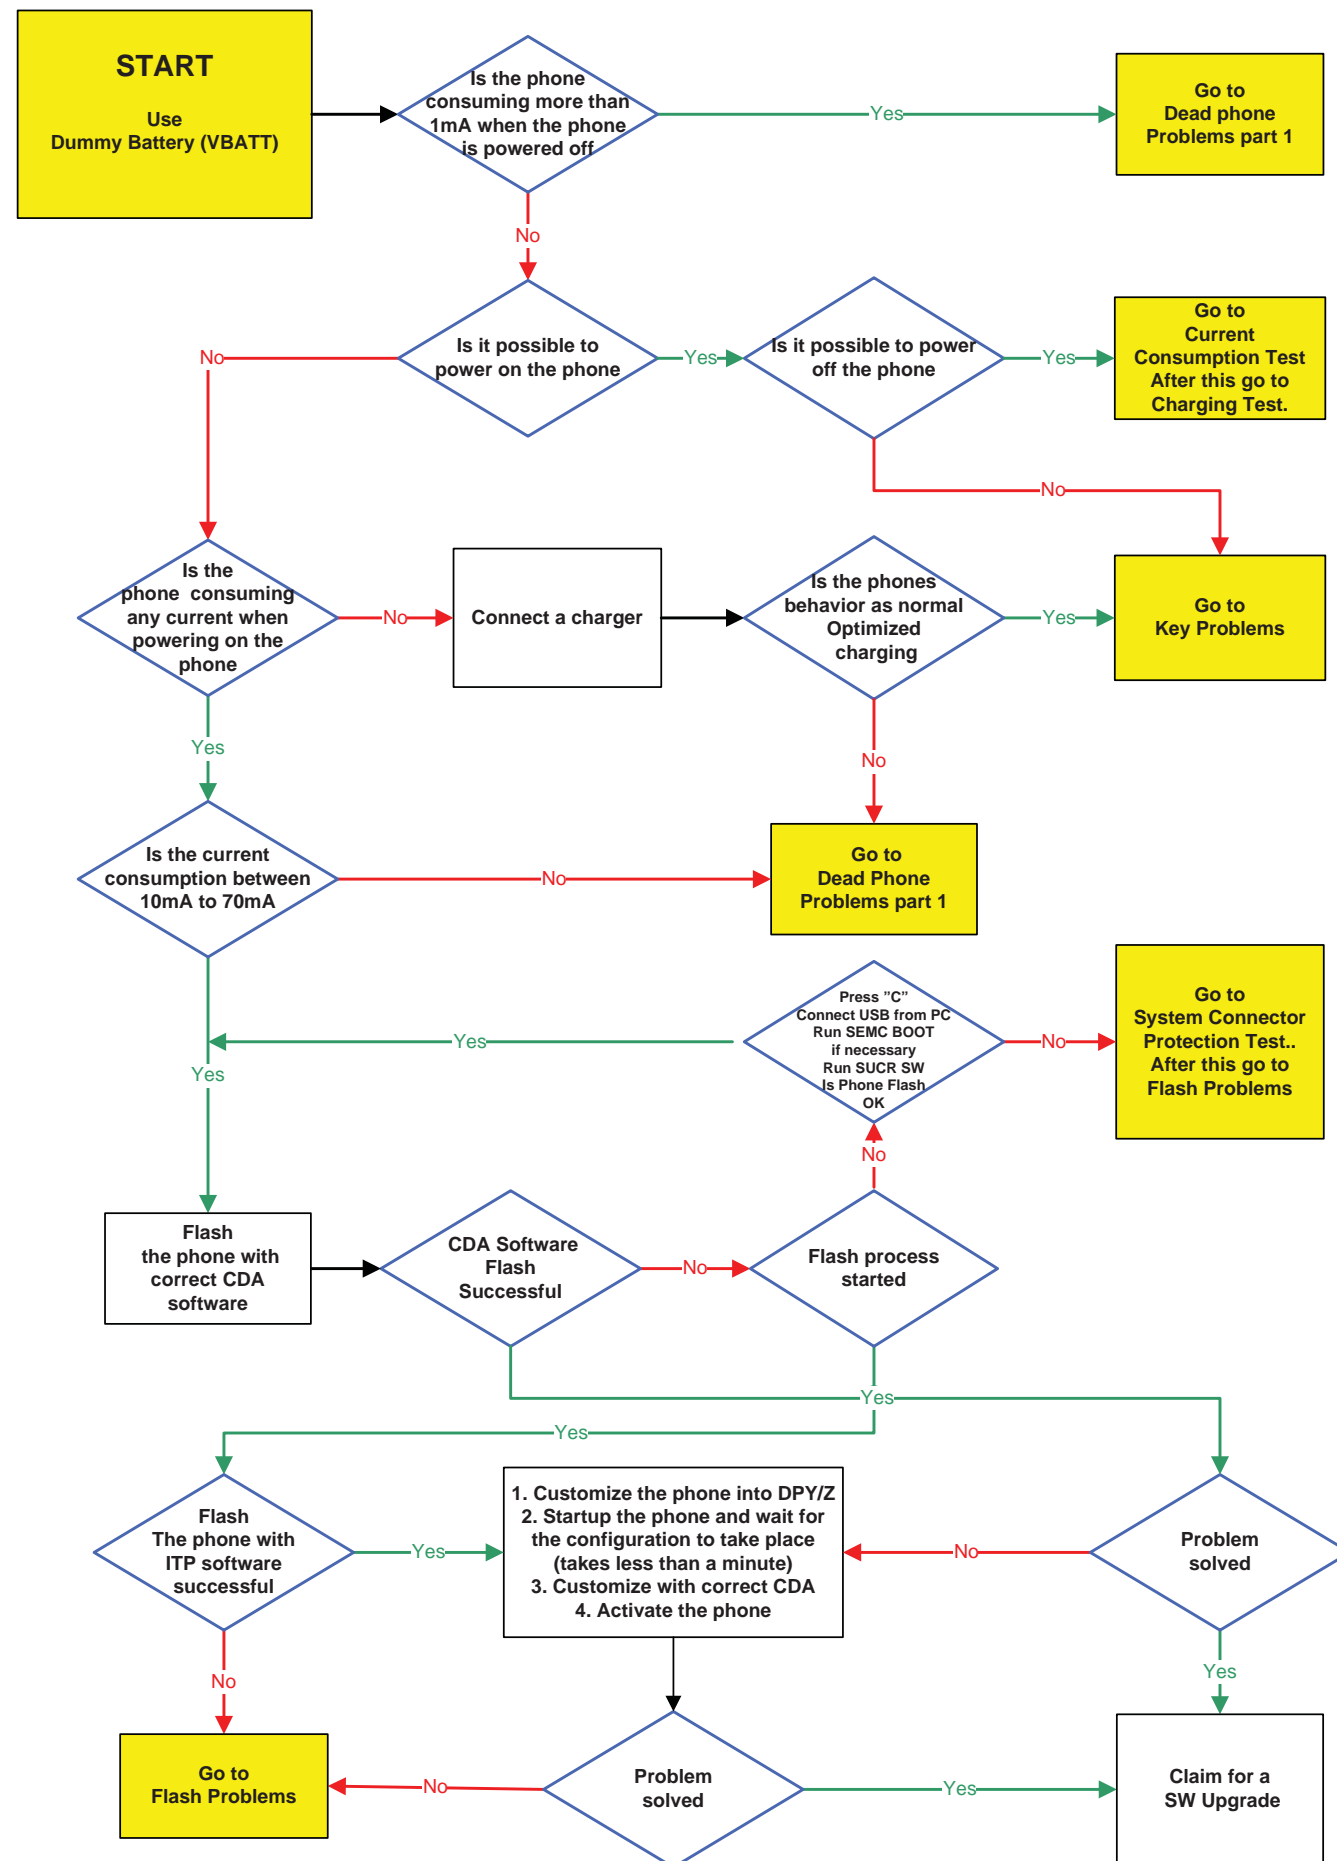 START
Use
Dummy Battery (VBATT)
Is the phone
consuming more than
1mA when the phone
is powered off
Yes
Go to
Dead phone
Problems part 1
No
Is it possible to
power on the phone
No
Yes
Is it possible to power
off the phone
Yes
Go to
Current
Consumption Test
After this go to
Charging Test.
No
Is the
phone consuming
any current when
powering on the
phone
No
Connect a charger
Is the phones
behavior as normal
Optimized
charging
Yes
Go to
Key Problems
Yes
No
Is the current
consumption between
10mA to 70mA
No
Go to
Dead Phone
Problems part 1
Press ”C”
Connect USB from PC
Run SEMC BOOT
if necessary
Run SUCR SW
Is Phone Flash
OK
No
Go to
System Connector
Protection Test..
After this go to
Flash Problems
Yes
Yes
No
Flash
the phone with
correct CDA
software
CDA Software
Flash
Successful
No
Flash process
started
Yes
Yes
Flash
The phone with
ITP software
successful
Yes
1. Customize the phone into DPY/Z
2. Startup the phone and wait for
the configuration to take place
(takes less than a minute)
3. Customize with correct CDA
4. Activate the phone
No
Problem
solved
No
Yes
Go to
Flash Problems
No
Problem
solved
Yes
Claim for a
SW Upgrade